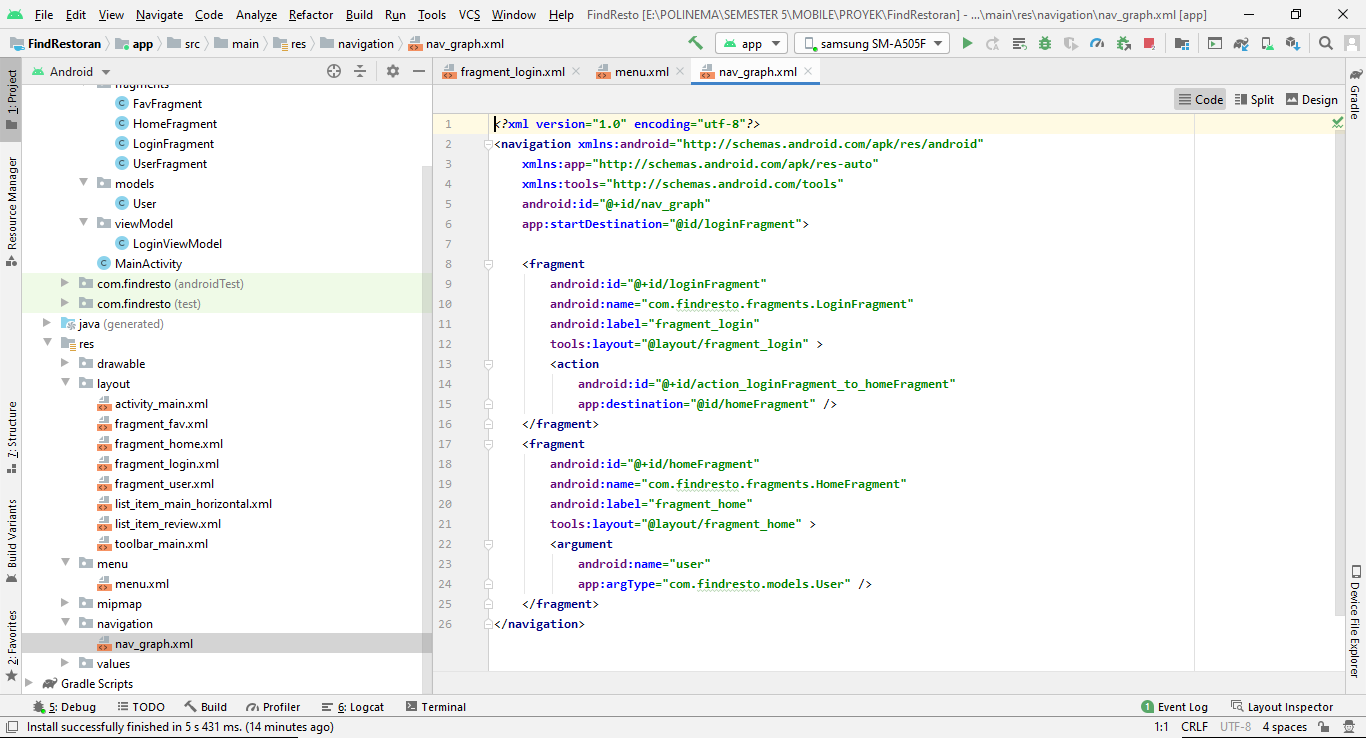 File Edit View Navigate Code Analyze Refactor Build Run Tools VCS Window Help FindResto [E:\POLINEMA\SEMESTER 5\MOBILE\PROYEK\FindRestoran] - ...\main\res\navigation\nav_graph.xml [app]
FindRestoran app src main res navigation nav_graph.xml app samsung SM-A505F
Android
fragment_login.xml menu.xml nav_graph.xml
Code Split Design
1: Project
Resource Manager
7: Structure
Build Variants
2: Favorites
fragments
FavFragment
HomeFragment
LoginFragment
UserFragment
models
User
viewModel
LoginViewModel
MainActivity
com.findresto (androidTest)
com.findresto (test)
java (generated)
res
drawable
layout
activity_main.xml
fragment_fav.xml
fragment_home.xml
fragment_login.xml
fragment_user.xml
list_item_main_horizontal.xml
list_item_review.xml
toolbar_main.xml
menu
menu.xml
mipmap
navigation
nav_graph.xml
values
Gradle Scripts
1 <?xml version="1.0" encoding="utf-8"?>
2 <navigation xmlns:android="http://schemas.android.com/apk/res/android"
3 xmlns:app="http://schemas.android.com/apk/res-auto"
4 xmlns:tools="http://schemas.android.com/tools"
5 android:id="@+id/nav_graph"
6 app:startDestination="@id/loginFragment">
7
8 <fragment
9 android:id="@+id/loginFragment"
10 android:name="com.findresto.fragments.LoginFragment"
11 android:label="fragment_login"
12 tools:layout="@layout/fragment_login" >
13 <action
14 android:id="@+id/action_loginFragment_to_homeFragment"
15 app:destination="@id/homeFragment" />
16 </fragment>
17 <fragment
18 android:id="@+id/homeFragment"
19 android:name="com.findresto.fragments.HomeFragment"
20 android:label="fragment_home"
21 tools:layout="@layout/fragment_home" >
22 <argument
23 android:name="user"
24 app:argType="com.findresto.models.User" />
25 </fragment>
26 </navigation>
Gradle
Device File Explorer
5: Debug TODO Build Profiler 6: Logcat Terminal 1 Event Log Layout Inspector
Install successfully finished in 5 s 431 ms. (14 minutes ago) 1:1 CRLF UTF-8 4 spaces